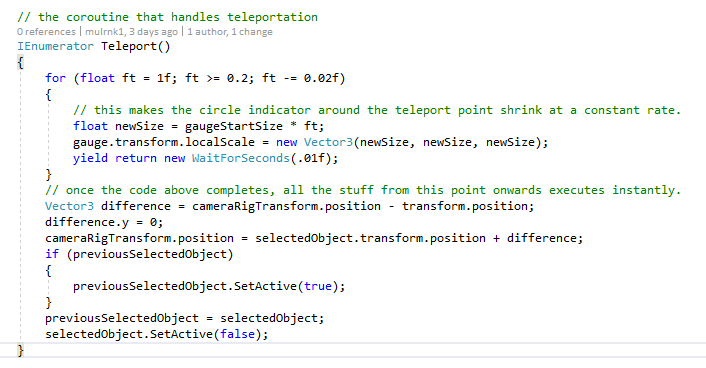 // the coroutine that handles teleportation
0 references | mulrnk1, 3 days ago | 1 author, 1 change
IEnumerator Teleport()
{
    for (float ft = 1f; ft >= 0.2; ft -= 0.02f)
    {
        // this makes the circle indicator around the teleport point shrink at a constant rate.
        float newSize = gaugeStartSize * ft;
        gauge.transform.localScale = new Vector3(newSize, newSize, newSize);
        yield return new WaitForSeconds(.01f);
    }
    // once the code above completes, all the stuff from this point onwards executes instantly.
    Vector3 difference = cameraRigTransform.position - transform.position;
    difference.y = 0;
    cameraRigTransform.position = selectedObject.transform.position + difference;
    if (previousSelectedObject)
    {
        previousSelectedObject.SetActive(true);
    }
    previousSelectedObject = selectedObject;
    selectedObject.SetActive(false);
}